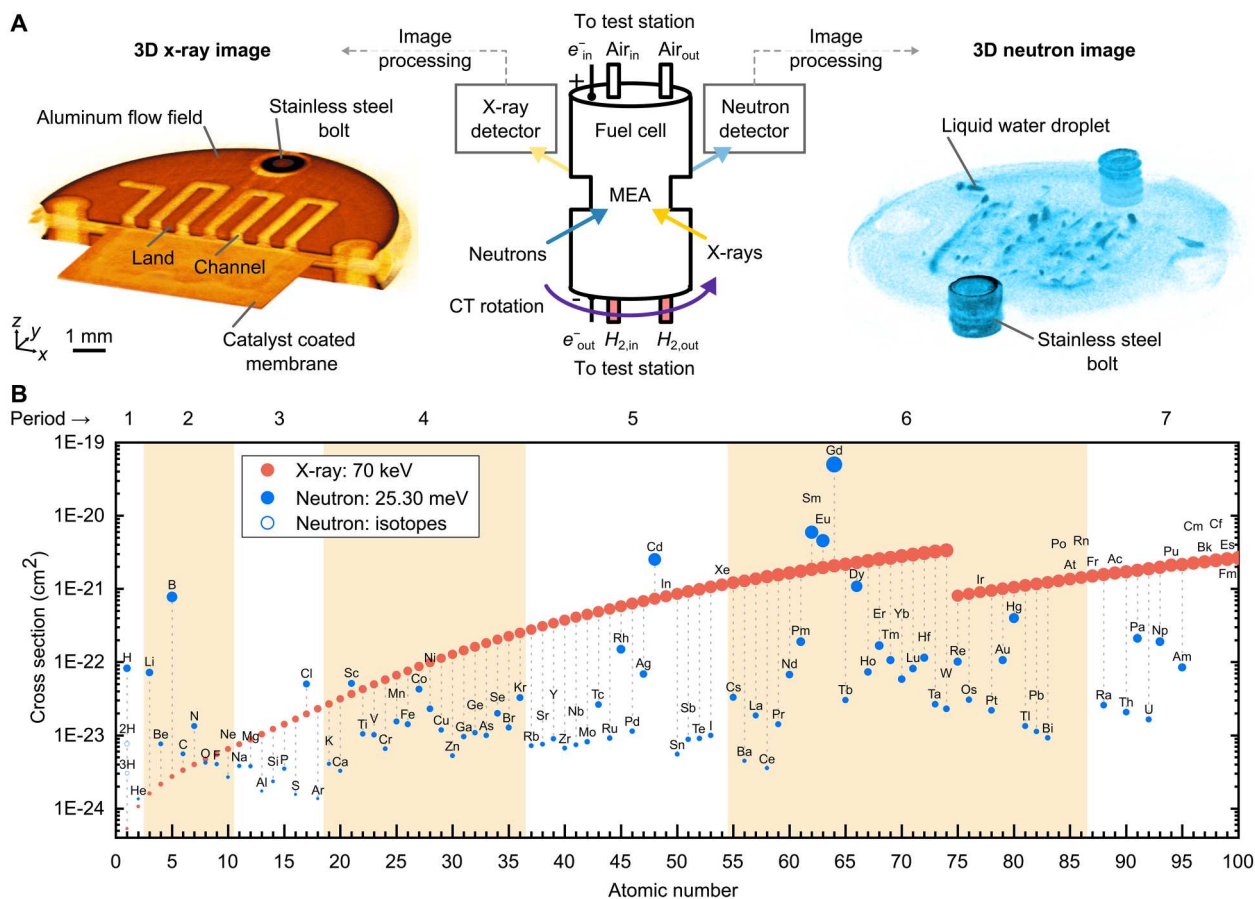 A
3D x-ray image
Image
processing
To test station
e⁻in Airin Airout
Image
processing
3D neutron image
Aluminum flow field
Stainless steel
bolt
X-ray
detector
+
Fuel cell
Neutron
detector
Liquid water droplet
MEA
Land
Channel
Neutrons
X-rays
CT rotation
-
z
y
x
1 mm
Catalyst coated
membrane
e⁻out H2,in H2,out
To test station
Stainless steel
bolt
B
Period → 1 2 3 4 5 6 7
1E-19
1E-20
1E-21
1E-22
1E-23
1E-24
Cross section (cm2)
X-ray: 70 keV
Neutron: 25.30 meV
Neutron: isotopes
H
2H
3H
He
Li
Be
B
C
N
O
F
Ne
Na
Mg
Al
Si
P
S
Cl
Ar
K
Ca
Sc
Ti
V
Cr
Mn
Fe
Co
Ni
Cu
Zn
Ga
Ge
As
Se
Br
Kr
Rb
Sr
Y
Zr
Nb
Mo
Tc
Ru
Rh
Pd
Ag
Cd
In
Sn
Sb
Te
I
Xe
Cs
Ba
La
Ce
Pr
Nd
Pm
Sm
Eu
Gd
Tb
Dy
Ho
Er
Tm
Yb
Lu
Hf
Ta
W
Re
Os
Ir
Pt
Au
Hg
Tl
Pb
Bi
Po
At
Rn
Fr
Ra
Ac
Th
Pa
U
Np
Pu
Am
Cm
Bk
Cf
Es
Fm
0 5 10 15 20 25 30 35 40 45 50 55 60 65 70 75 80 85 90 95 100
Atomic number